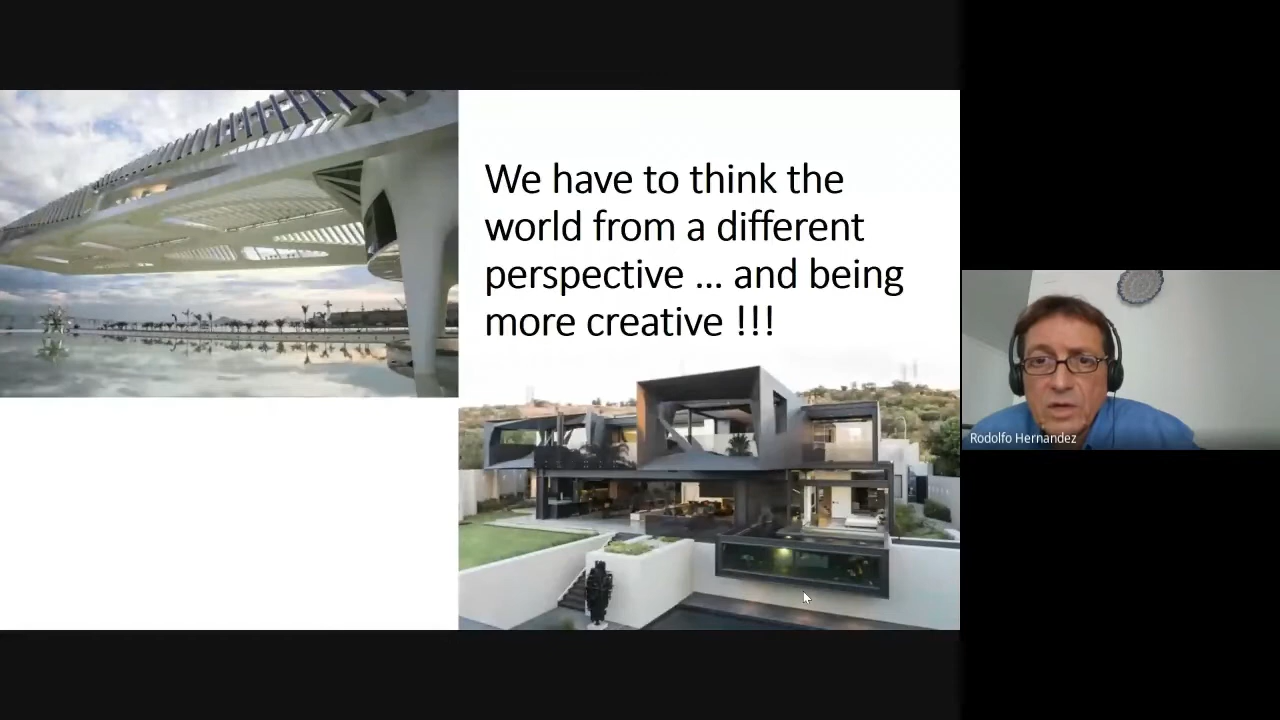 We have to think the
world from a different
perspective ... and being
more creative !!!
Rodolfo Hernandez